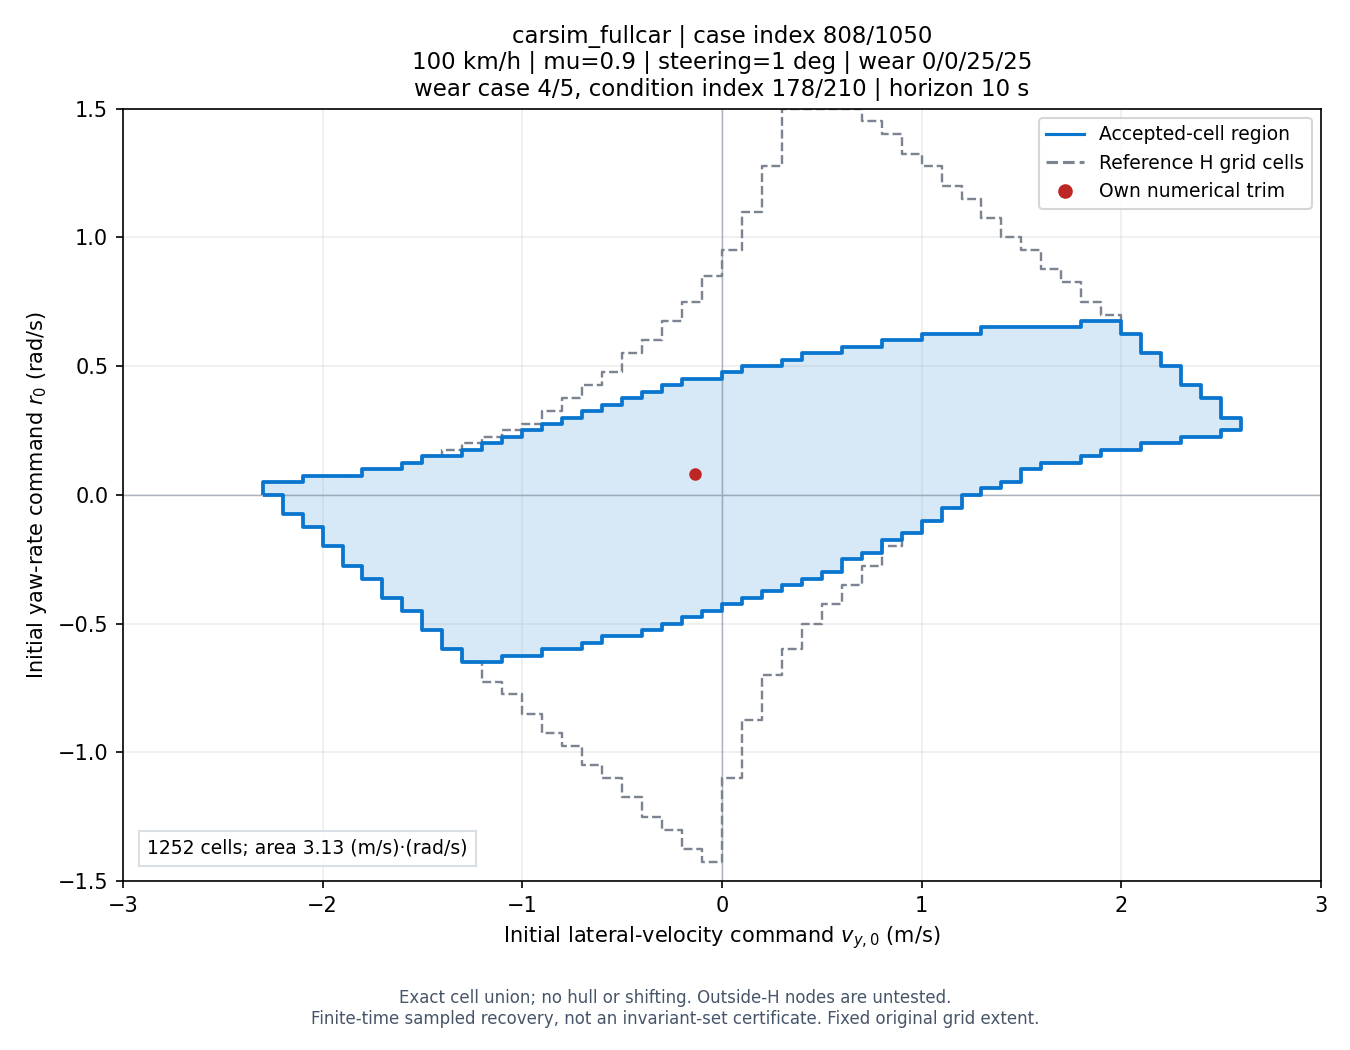 carsim_fullcar | case index 808/1050
100 km/h | mu=0.9 | steering=1 deg | wear 0/0/25/25
wear case 4/5, condition index 178/210 | horizon 10 s
Accepted-cell region
Reference H grid cells
Own numerical trim
1.5
1.0
0.5
0.0
−0.5
−1.0
−1.5
Initial yaw-rate command r₀ (rad/s)
1252 cells; area 3.13 (m/s)·(rad/s)
−3 −2 −1 0 1 2 3
Initial lateral-velocity command v_{y,0} (m/s)
Exact cell union; no hull or shifting. Outside-H nodes are untested.
Finite-time sampled recovery, not an invariant-set certificate. Fixed original grid extent.